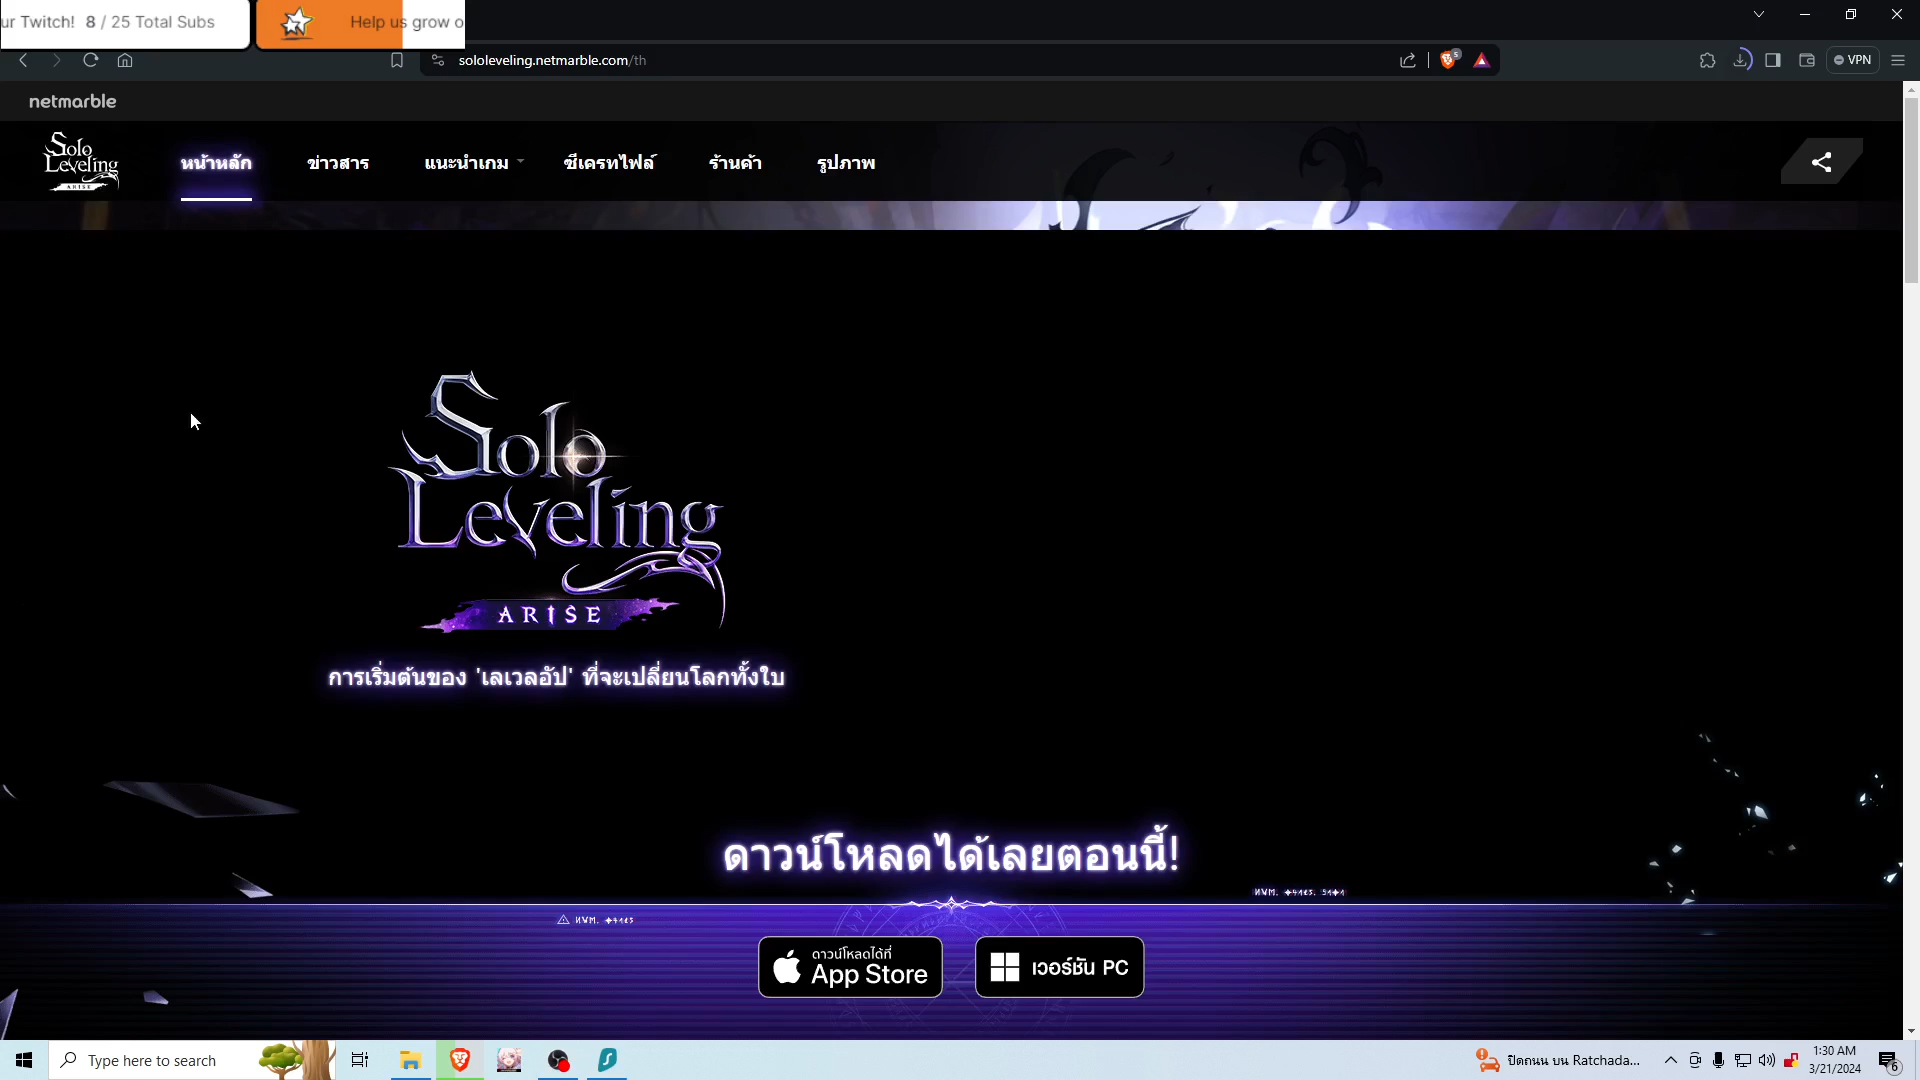 ur Twitch! 8 / 25 Total Subs
Help us grow o
sololeveling.netmarble.com/th
5
VPN
netmarble
Solo Leveling ARISE
หน้าหลัก
ข่าวสาร
แนะนำเกม
ซีเครทไฟล์
ร้านค้า
รูปภาพ
Solo
Leveling
ARISE
การเริ่มต้นของ 'เลเวลอัป' ที่จะเปลี่ยนโลกทั้งใบ
ดาวน์โหลดได้เลยตอนนี้!
ดาวน์โหลดได้ที่
App Store
เวอร์ชัน PC
Type here to search
ปิดถนน บน Ratchada...
1:30 AM
3/21/2024
6